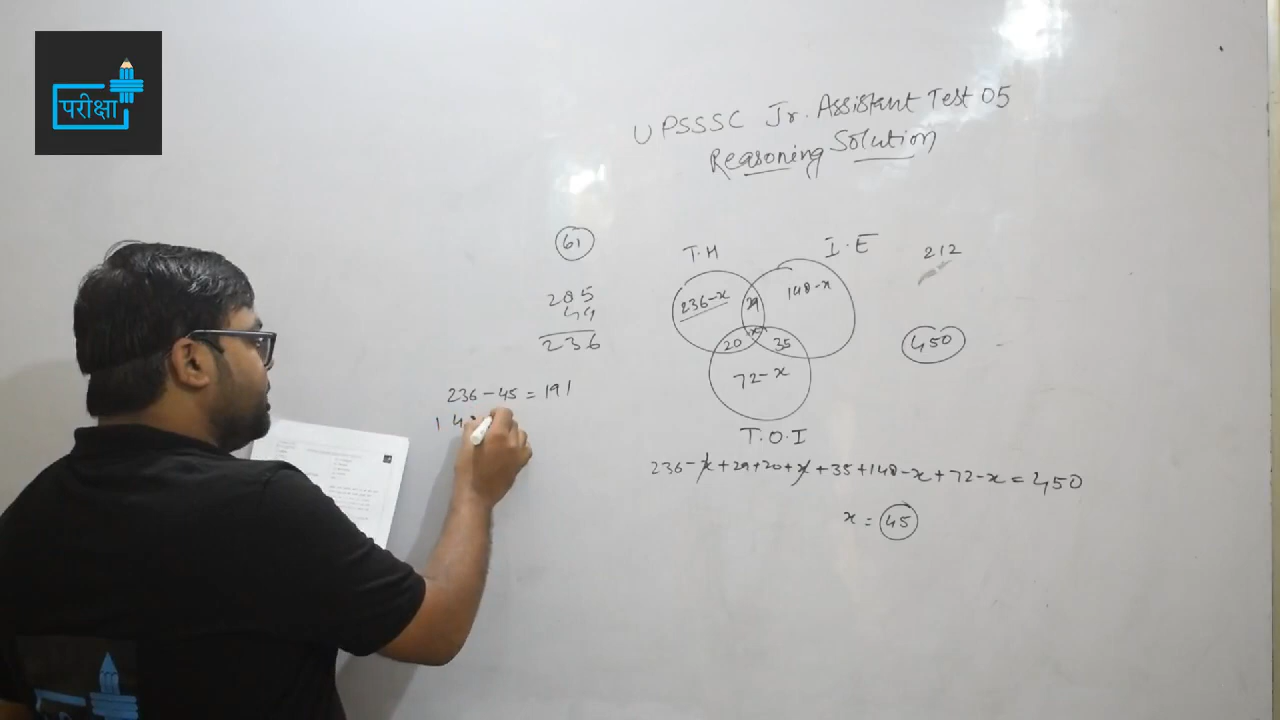 परीक्षा
UPSSSC Jr. Assistant Test 05
Reasoning Solution
61
285
49
236
236-45=191
14
T.H
I.E
212
236-x
29
148-x
x
20
35
72-x
T.O.I
450
236-x+29+20+x+35+148-x+72-x=450
x=45